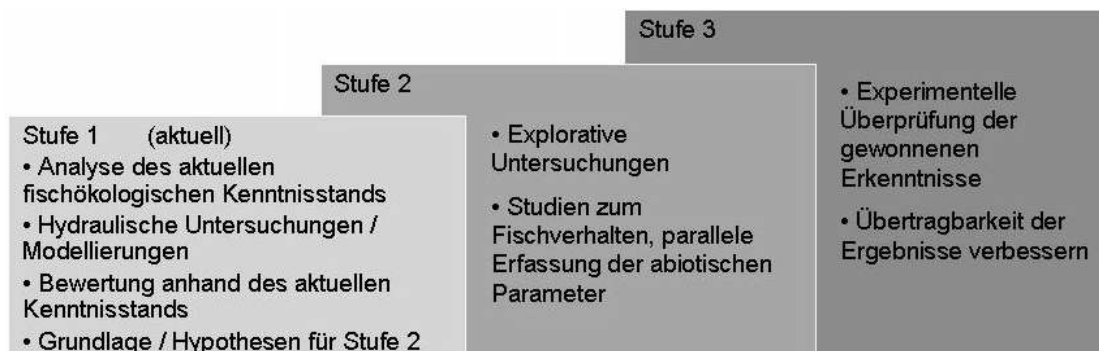 Stufe 1 (aktuell)
• Analyse des aktuellen
fischökologischen Kenntnisstands
• Hydraulische Untersuchungen /
Modellierungen
• Bewertung anhand des aktuellen
Kenntnisstands
• Grundlage / Hypothesen für Stufe 2
Stufe 2
• Explorative
Untersuchungen
• Studien zum
Fischverhalten, parallele
Erfassung der abiotischen
Parameter
Stufe 3
• Experimentelle
Überprüfung der
gewonnenen
Erkenntnisse
• Übertragbarkeit der
Ergebnisse verbessern